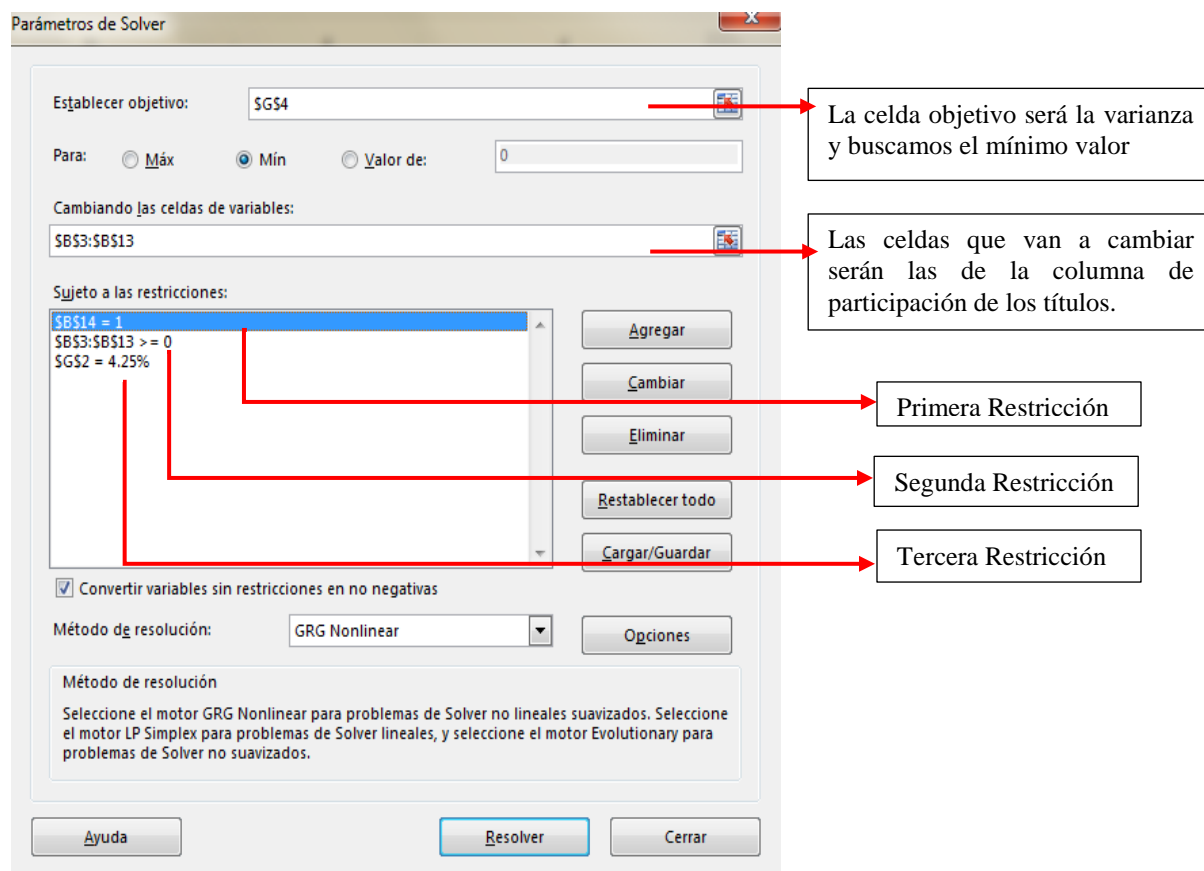 Parámetros de Solver
X
Establecer objetivo:
$G$4
Para:
Máx
Mín
Valor de:
0
Cambiando las celdas de variables:
$B$3:$B$13
Sujeto a las restricciones:
$B$14 = 1
$B$3:$B$13 >= 0
$G$2 = 4.25%
Agregar
Cambiar
Eliminar
Restablecer todo
Cargar/Guardar
Convertir variables sin restricciones en no negativas
Método de resolución:
GRG Nonlinear
Opciones
Método de resolución
Seleccione el motor GRG Nonlinear para problemas de Solver no lineales suavizados. Seleccione
el motor LP Simplex para problemas de Solver lineales, y seleccione el motor Evolutionary para
problemas de Solver no suavizados.
Ayuda
Resolver
Cerrar
La celda objetivo será la varianza
y buscamos el mínimo valor
Las celdas que van a cambiar
serán las de la columna de
participación de los títulos.
Primera Restricción
Segunda Restricción
Tercera Restricción